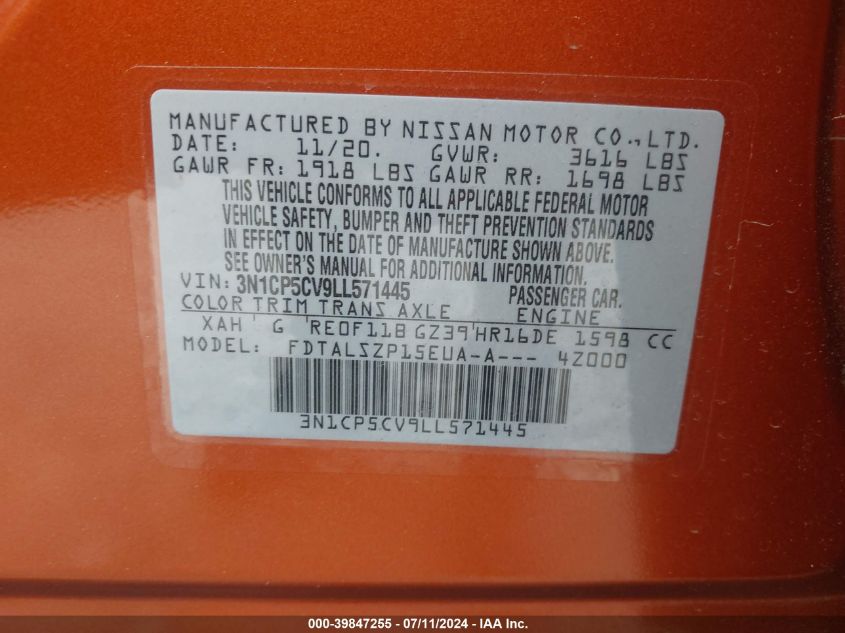 MANUFACTURED BY NISSAN MOTOR CO.,LTD.
DATE: 11/20. GVWR: 3616 LBS
GAWR FR: 1918 LBS GAWR RR: 1698 LBS
THIS VEHICLE CONFORMS TO ALL APPLICABLE FEDERAL MOTOR
VEHICLE SAFETY, BUMPER AND THEFT PREVENTION STANDARDS
IN EFFECT ON THE DATE OF MANUFACTURE SHOWN ABOVE.
SEE OWNER'S MANUAL FOR ADDITIONAL INFORMATION.
VIN: 3N1CP5CV9LL571445 PASSENGER CAR.
COLOR TRIM TRANS AXLE ENGINE
XAH ' G 'RE0F11B GZ39'HR16DE 1598 CC
MODEL: FDTALSZP15EUA-A--- 4Z000
3N1CP5CV9LL571445
000-39847255 - 07/11/2024 - IAA Inc.